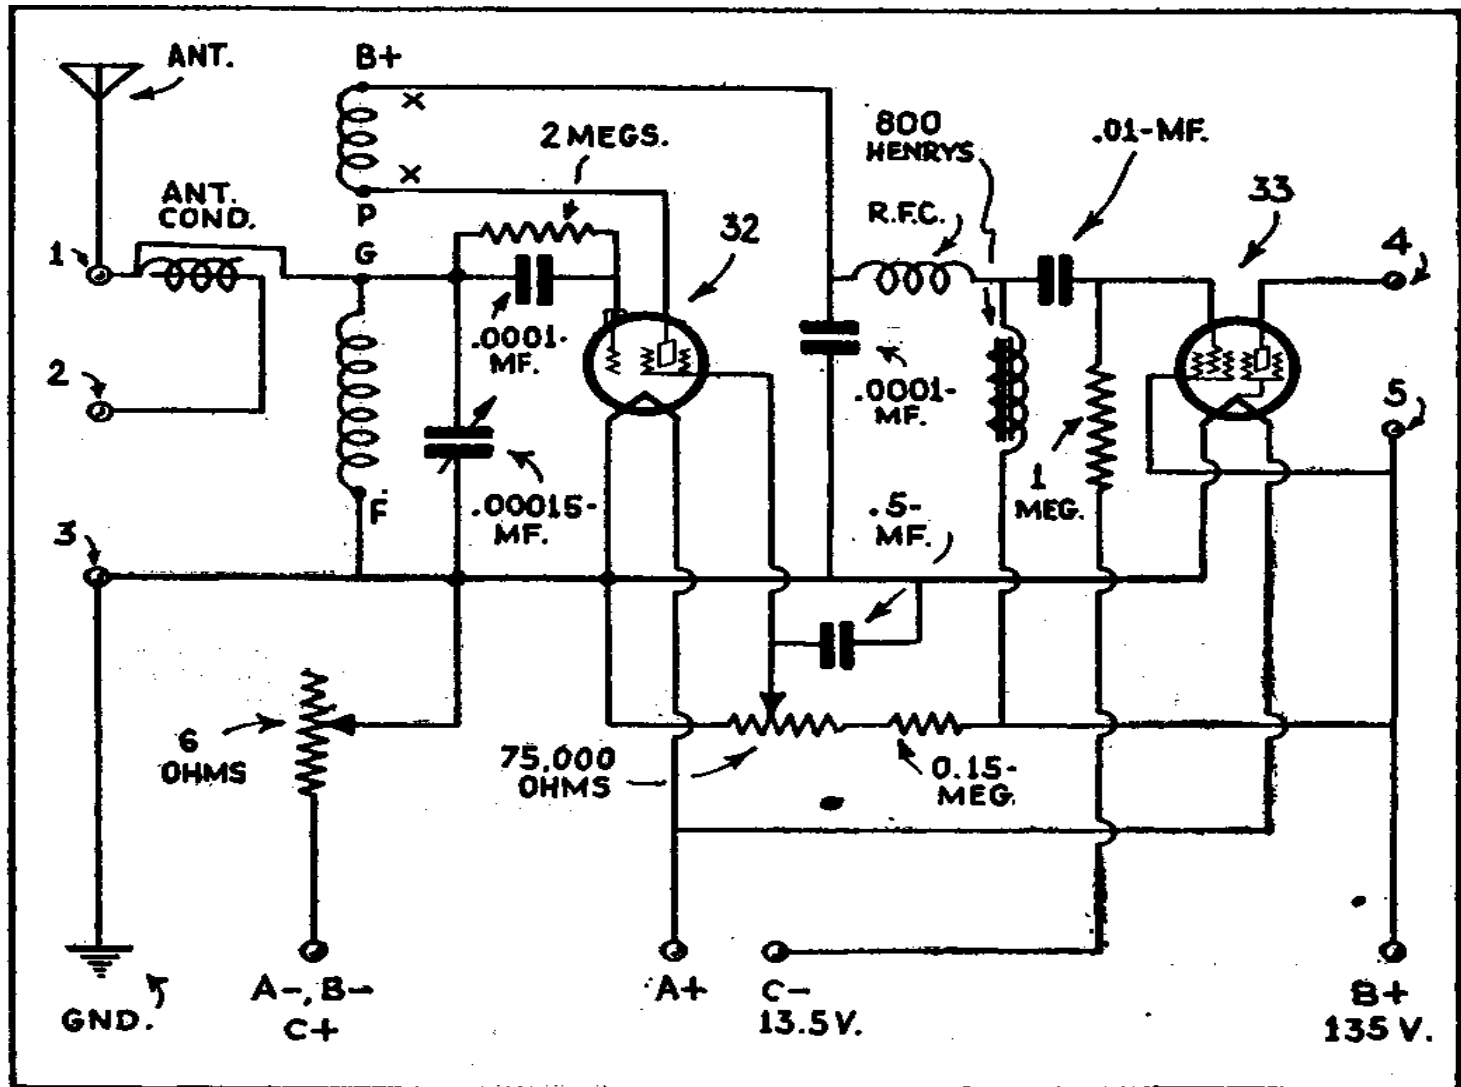 ANT.
B+
X
X
2 MEGS.
800
HENRYS
.01-MF.
ANT.
COND.
P
G
32
R.F.C.
33
1
4
.0001-
MF.
2
.0001-
MF.
5
F
.00015-
MF.
.5-
MF.
1
MEG.
3
6
OHMS
75,000
OHMS
0.15-
MEG.
GND.
A-, B-
C+
A+
C-
13.5 V.
B+
135 V.